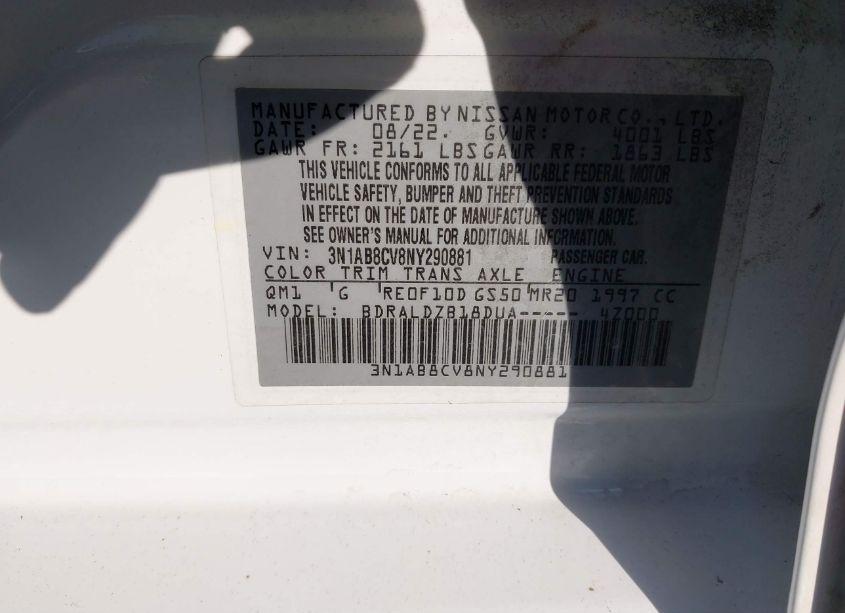 MANUFACTURED BY NISSAN MOTOR CO., LTD.
DATE: 08/22. GVWR: 4001 LBS
GAWR FR: 2161 LBS GAWR RR: 1863 LBS
THIS VEHICLE CONFORMS TO ALL APPLICABLE FEDERAL MOTOR
VEHICLE SAFETY, BUMPER AND THEFT PREVENTION STANDARDS
IN EFFECT ON THE DATE OF MANUFACTURE SHOWN ABOVE.
SEE OWNER'S MANUAL FOR ADDITIONAL INFORMATION.
VIN: 3N1AB8CV8NY290881 PASSENGER CAR.
COLOR TRIM TRANS AXLE ENGINE
QM1 G RE0F10D GS50 MR20 1997 CC
MODEL: BDRALDZB18DUA----- 4Z000
3N1AB8CV8NY290881